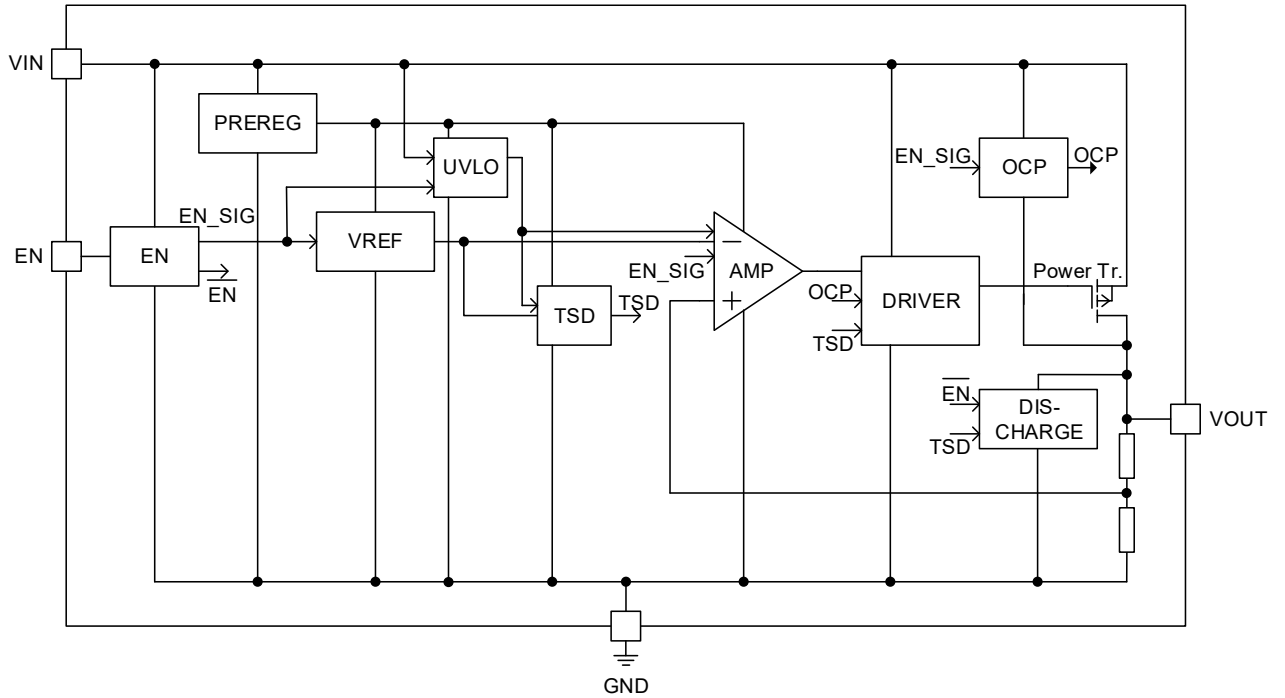 VIN
PREREG
UVLO
EN_SIG
OCP
OCP
EN_SIG
EN
EN
VREF
EN
−
EN_SIG
AMP
+
Power Tr.
TSD
TSD
OCP
DRIVER
TSD
EN
DIS-
CHARGE
TSD
VOUT
GND